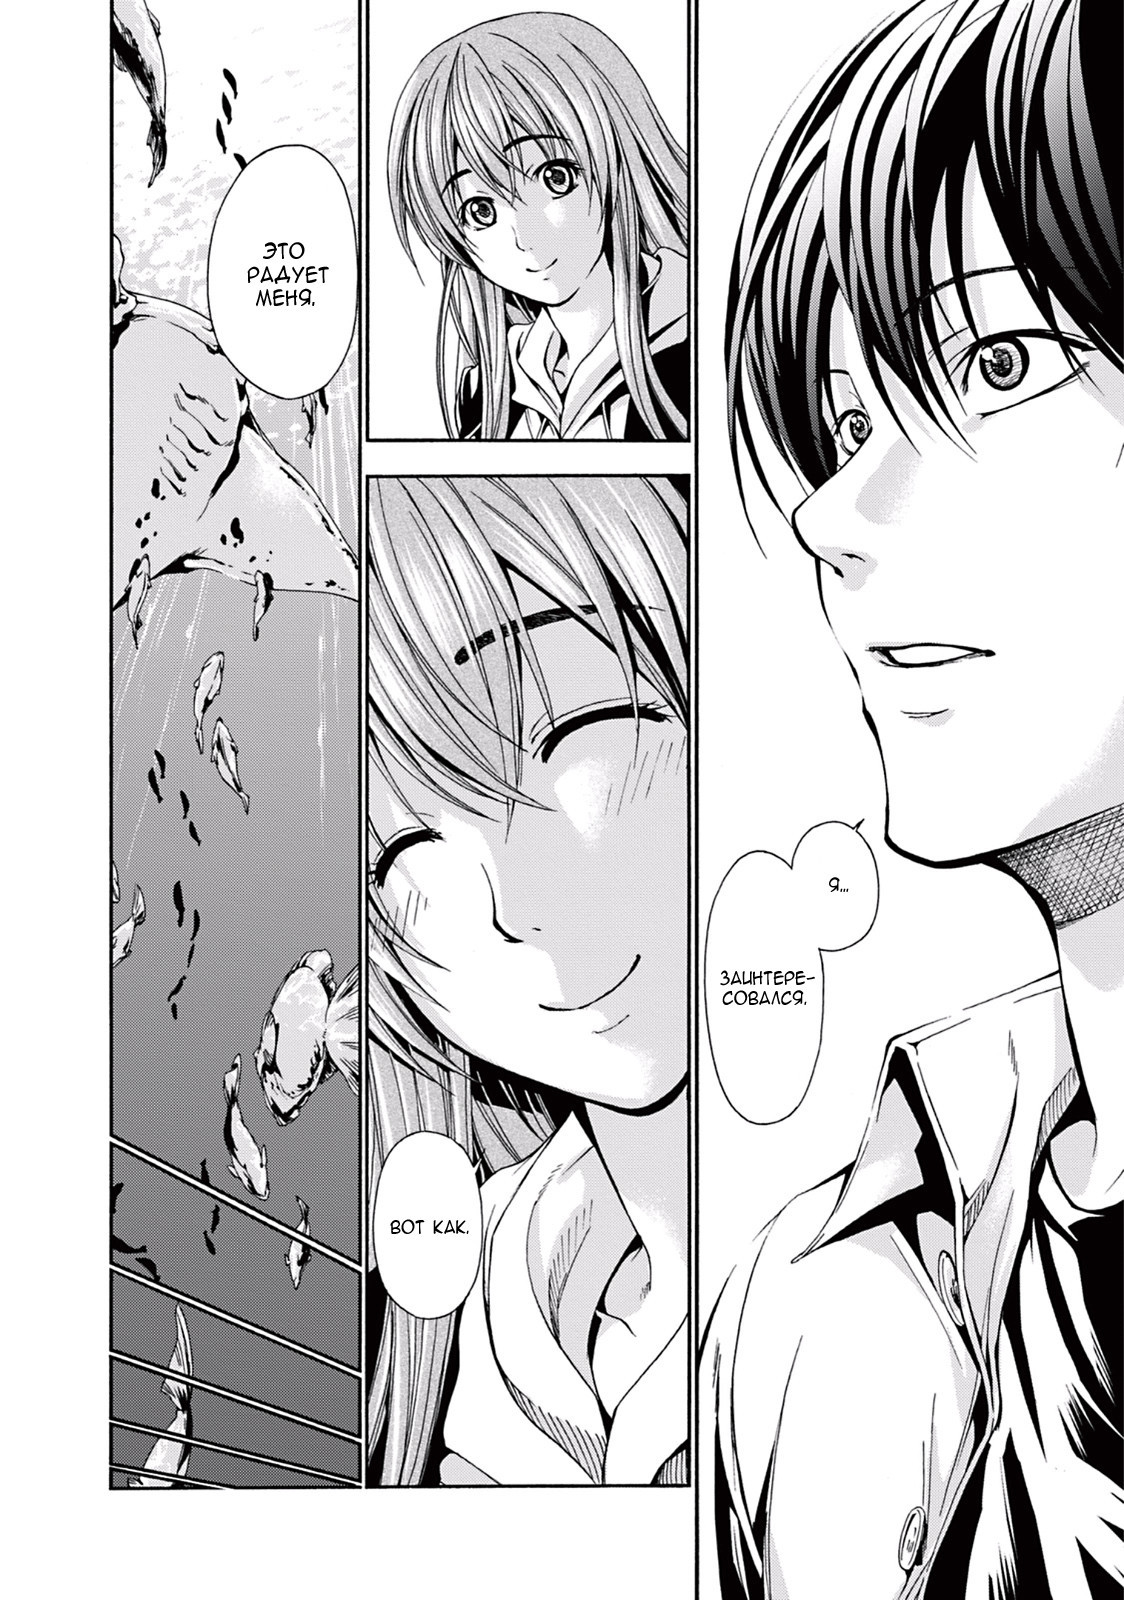 Я...
ЗАИНТЕРЕ-
СОВАЛСЯ.
ВОТ КАК.
ЭТО
РАДУЕТ
МЕНЯ.